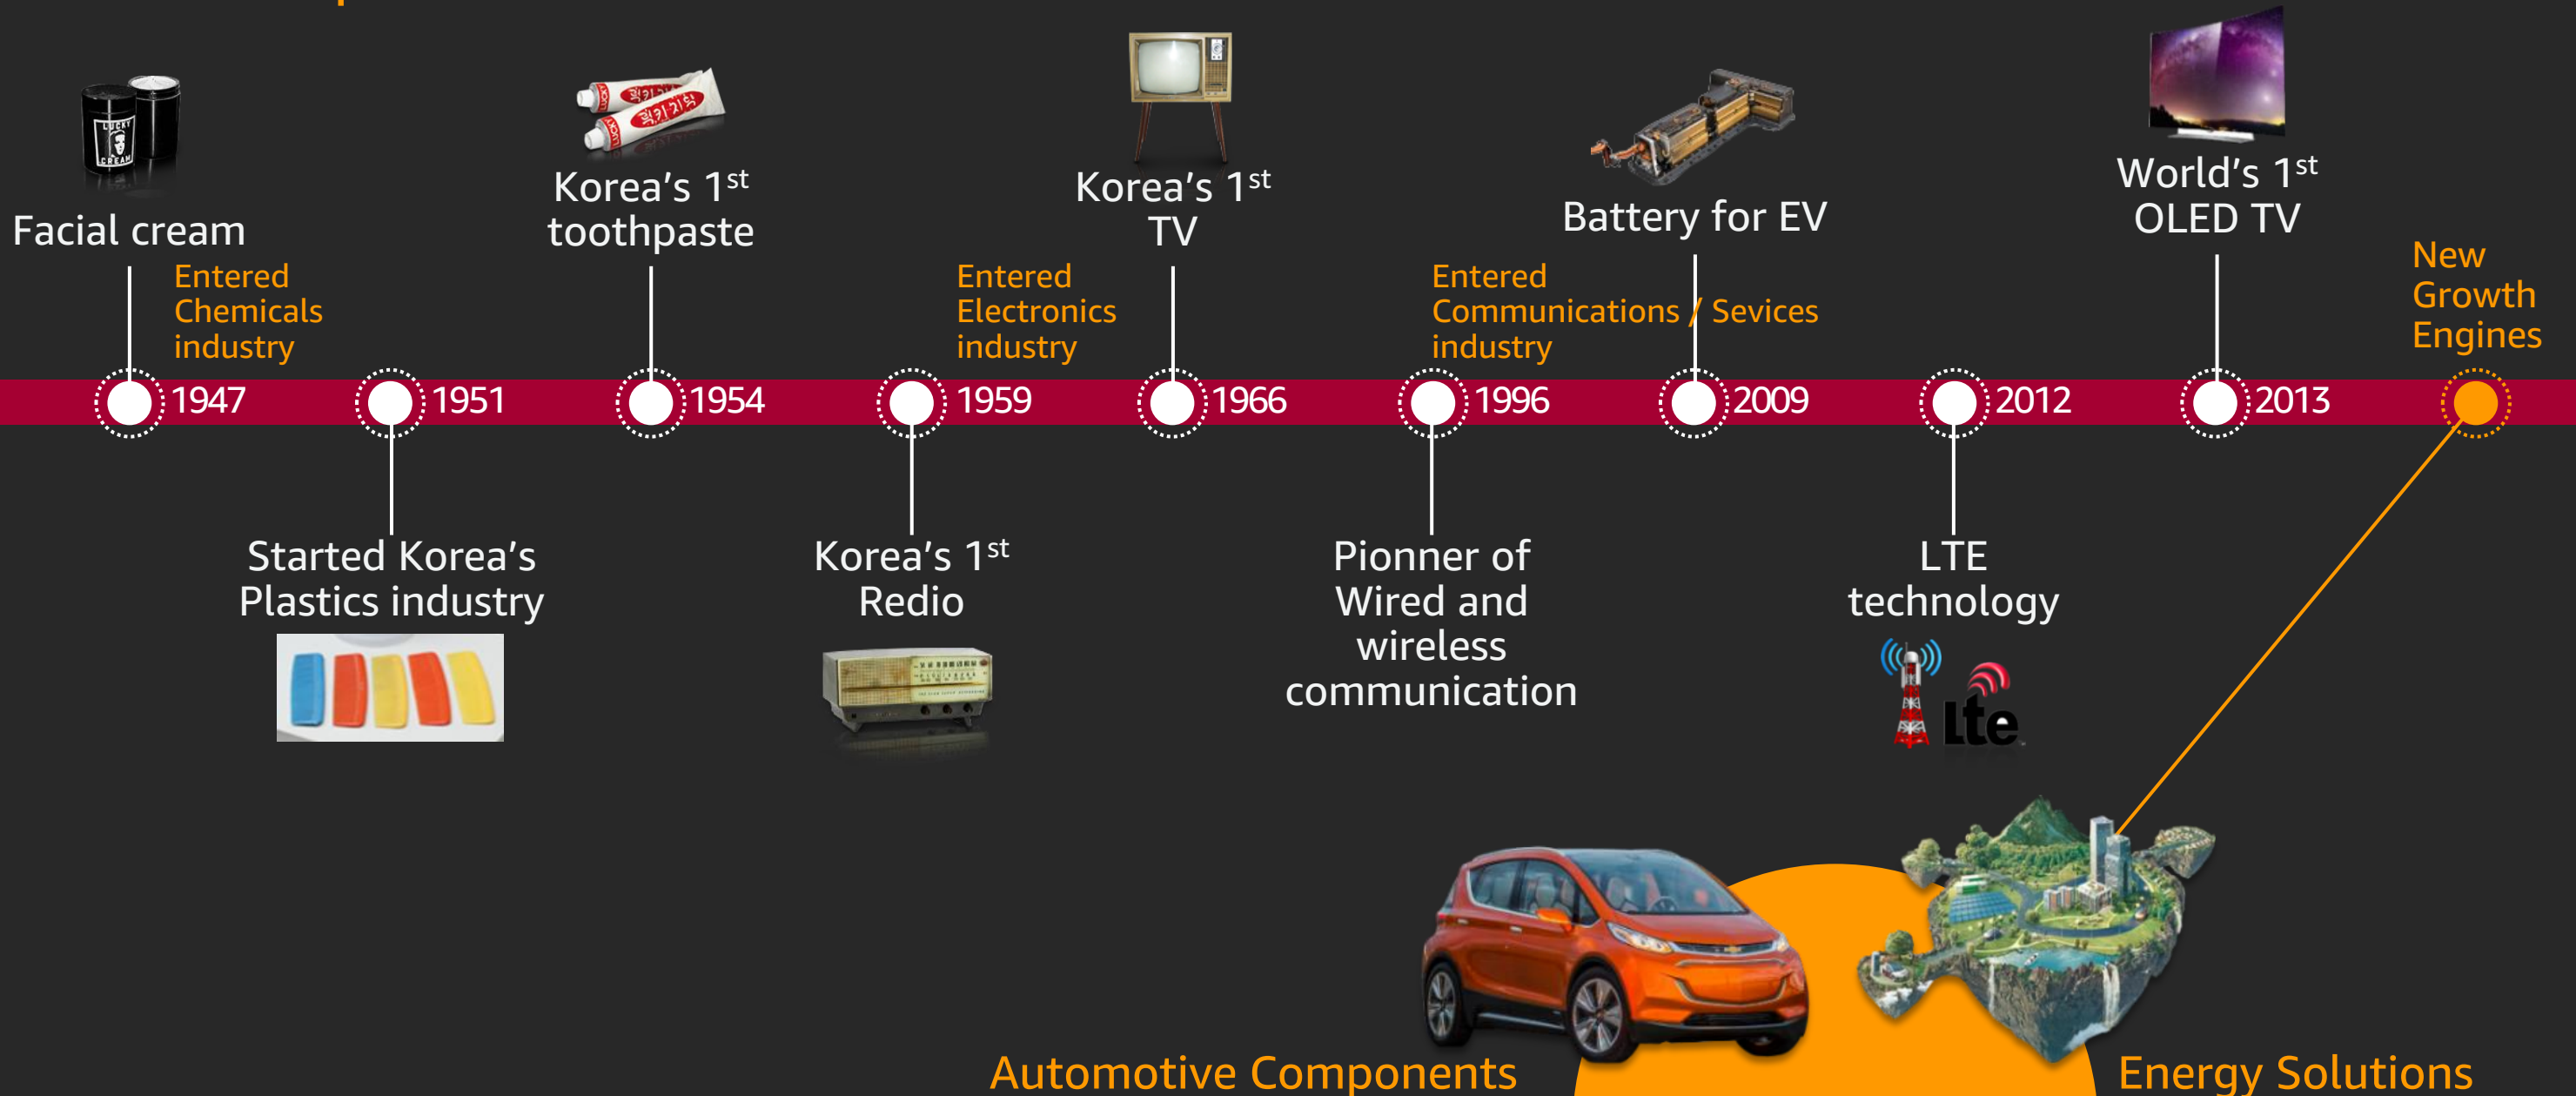 Facial cream
Entered
Chemicals
industry
1947
1951
Started Korea's
Plastics industry
LUCKY
CREAM
Korea's 1st
toothpaste
1954
Entered
Electronics
industry
1959
Korea's 1st
Redio
Korea's 1st
TV
1966
Entered
Communications / Sevices
industry
1996
Pionner of
Wired and
wireless
communication
Battery for EV
2009
2012
LTE
technology
Lte
World's 1st
OLED TV
2013
New
Growth
Engines
Automotive Components
Energy Solutions